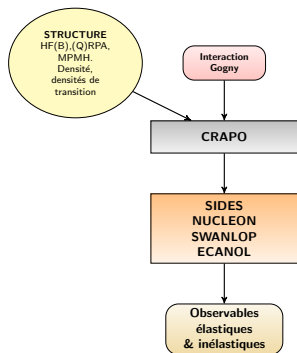 STRUCTURE
HF(B),(Q)RPA,
MPMH.
Densité,
densités de
transition
Interaction
Gogny
CRAPO
SIDES
NUCLEON
SWANLOP
ECANOL
Observables
élastiques
& inélastiques